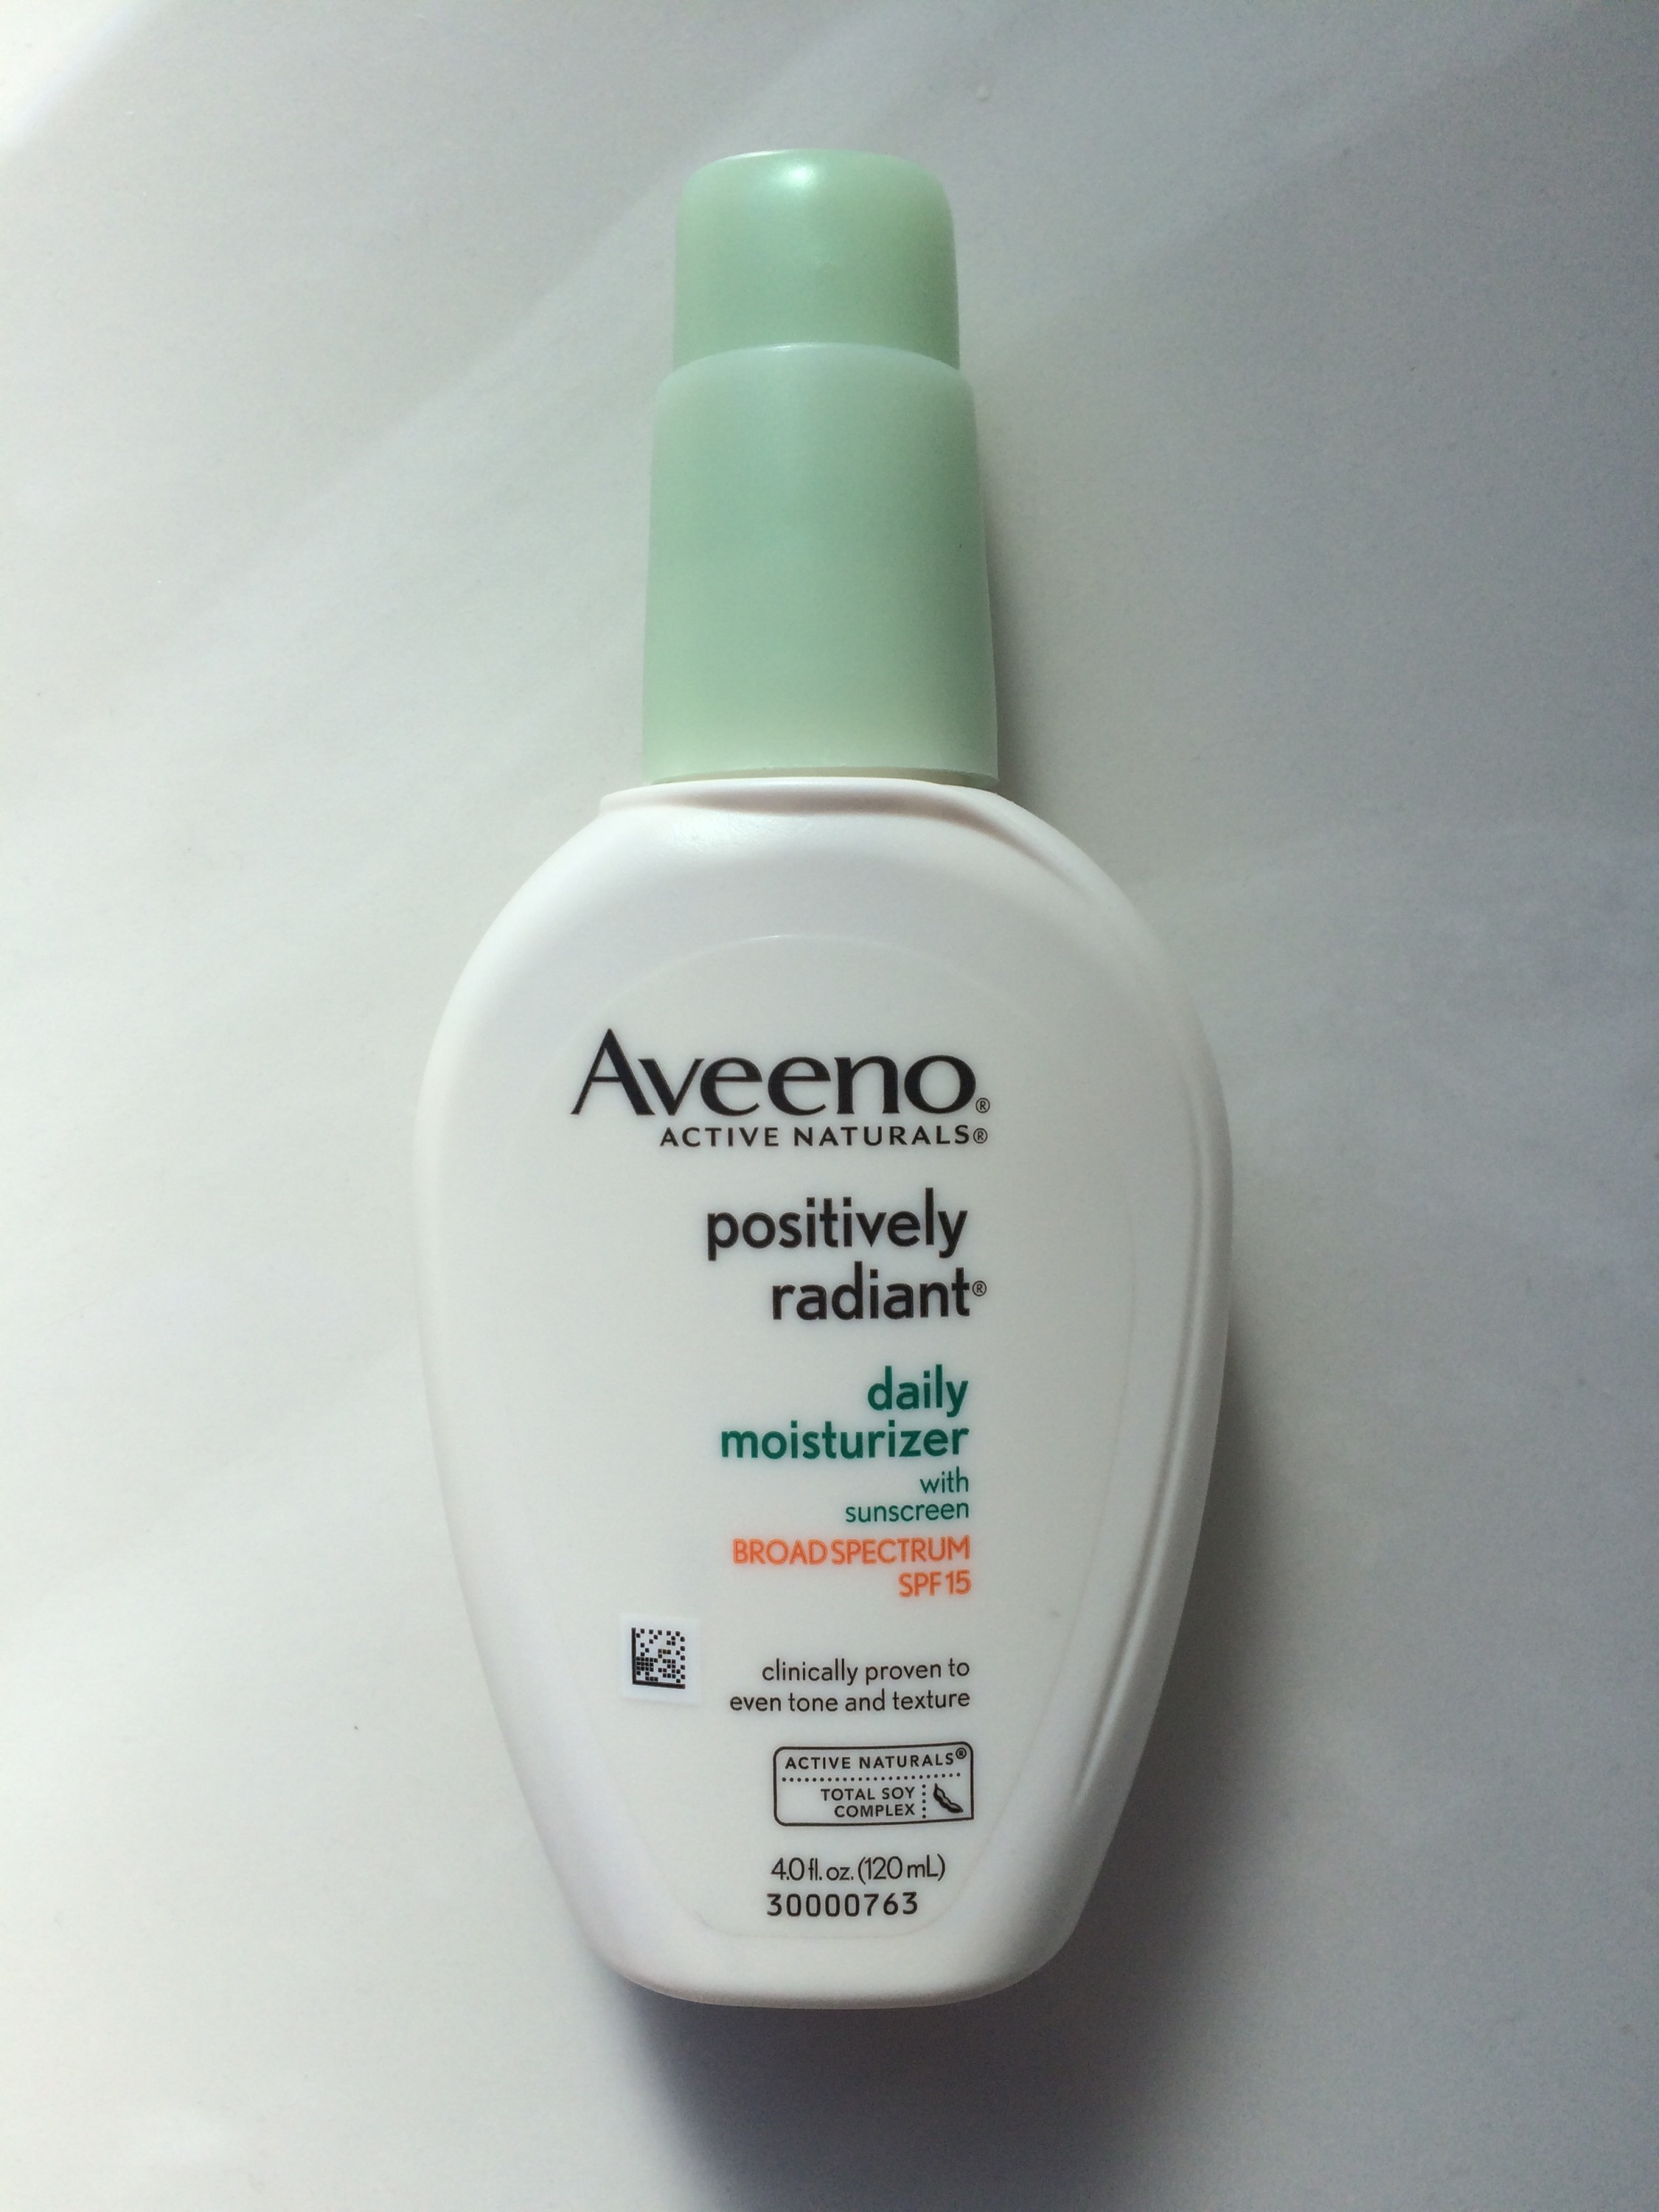 Aveeno®
ACTIVE NATURALS®
positively
radiant®
daily
moisturizer
with
sunscreen
BROAD SPECTRUM
SPF 15
clinically proven to
even tone and texture
ACTIVE NATURALS®
TOTAL SOY
COMPLEX
4.0 fl. oz. (120 mL)
30000763